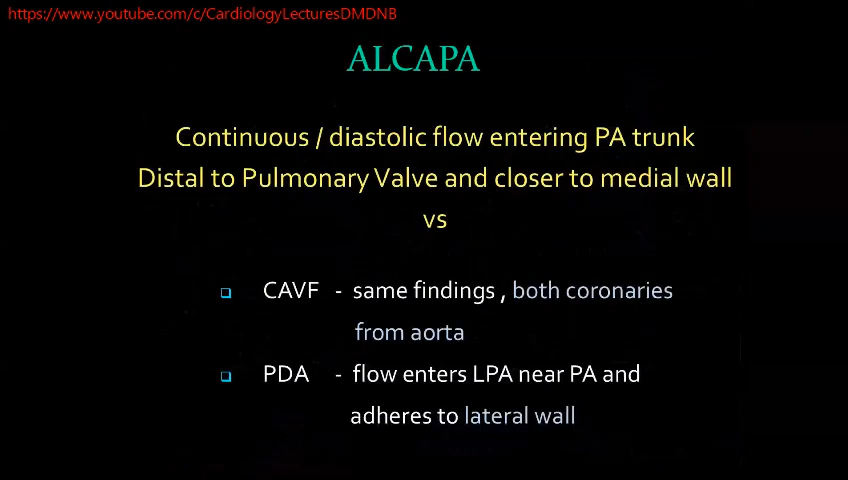 https://www.youtube.com/c/CardiologyLecturesDMDNB
ALCAPA
Continuous / diastolic flow entering PA trunk
Distal to Pulmonary Valve and closer to medial wall
vs
CAVF - same findings , both coronaries
from aorta
PDA - flow enters LPA near PA and
adheres to lateral wall